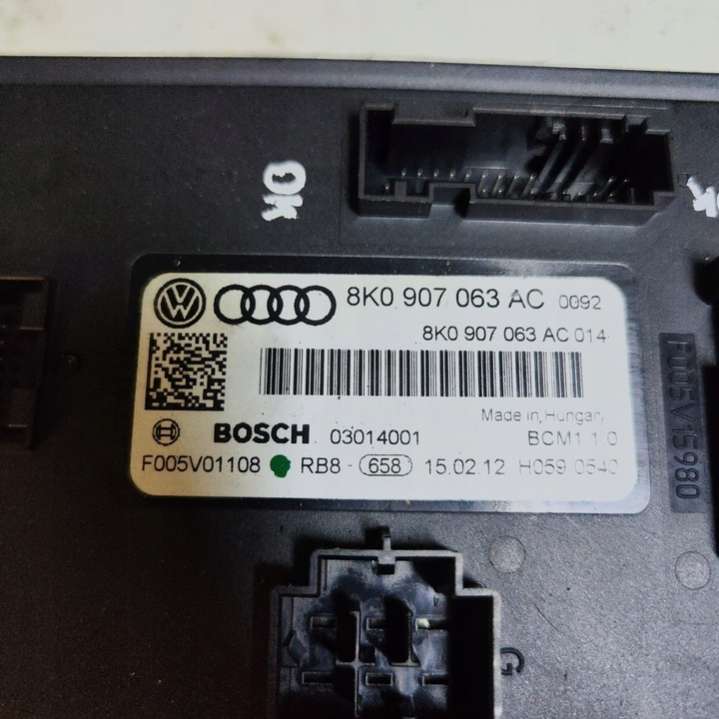 OK
OK
8K0 907 063 AC 0092
8K0 907 063 AC 014
Made in Hungary
BOSCH 03014001 BCM1 1.0
F005V01108 RB8 - 658 15.02.12 H059 0540
F005V15980
G